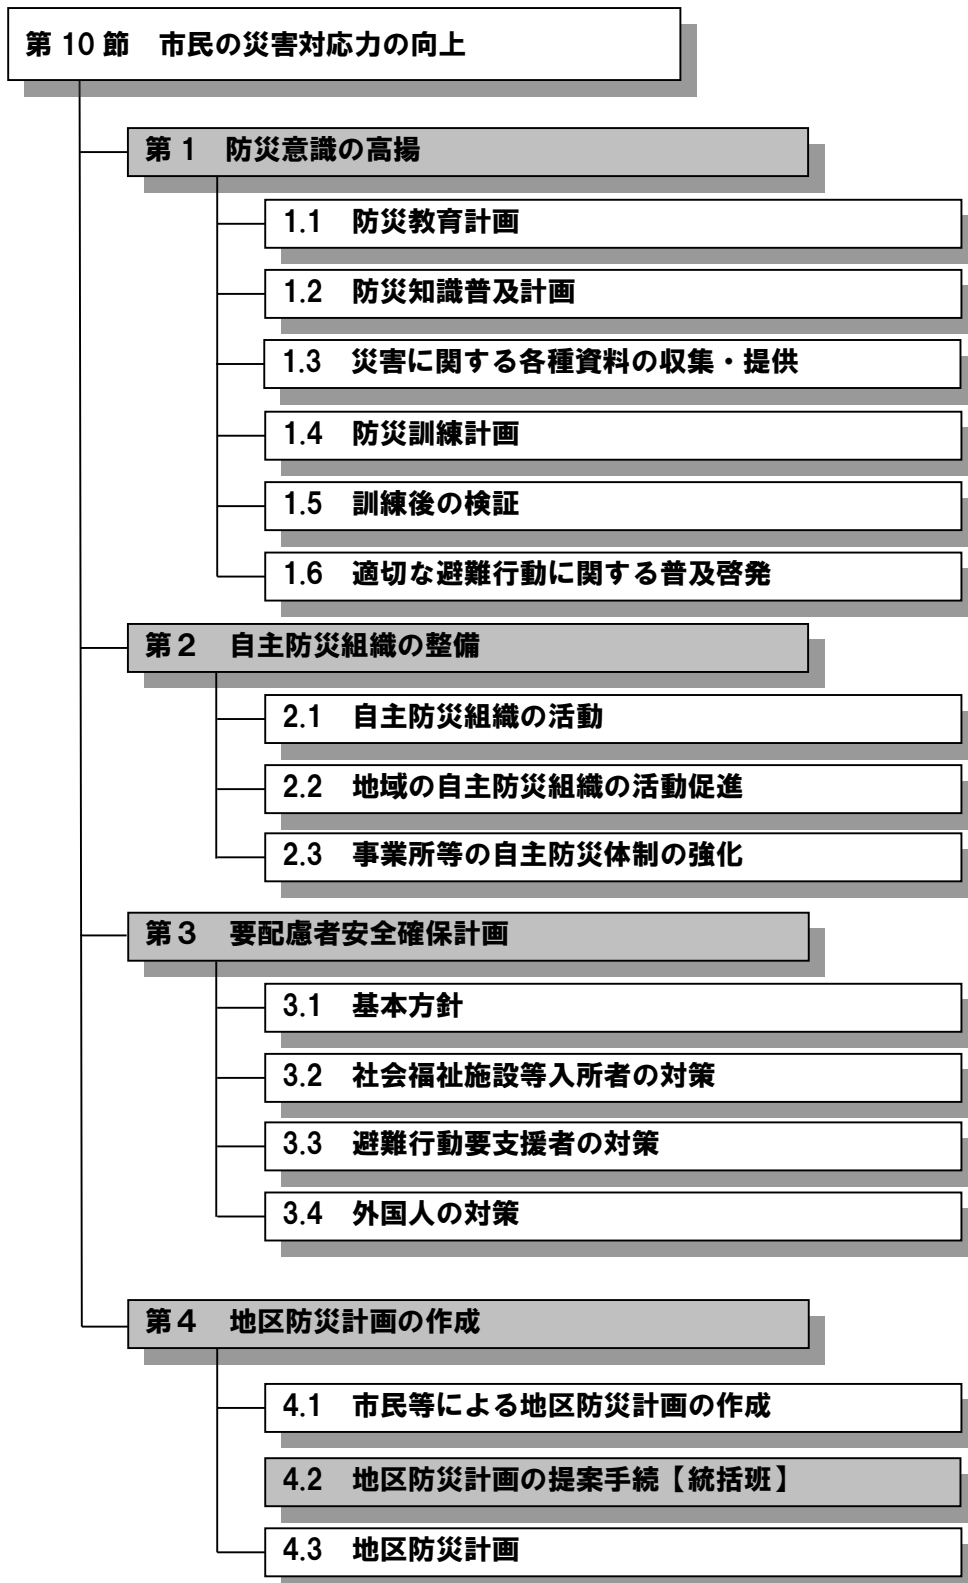 第 10 節　市民の災害対応力の向上
第 1　防災意識の高揚
1.1　防災教育計画
1.2　防災知識普及計画
1.3　災害に関する各種資料の収集・提供
1.4　防災訓練計画
1.5　訓練後の検証
1.6　適切な避難行動に関する普及啓発
第２　自主防災組織の整備
2.1　自主防災組織の活動
2.2　地域の自主防災組織の活動促進
2.3　事業所等の自主防災体制の強化
第３　要配慮者安全確保計画
3.1　基本方針
3.2　社会福祉施設等入所者の対策
3.3　避難行動要支援者の対策
3.4　外国人の対策
第４　地区防災計画の作成
4.1　市民等による地区防災計画の作成
4.2　地区防災計画の提案手続【統括班】
4.3　地区防災計画